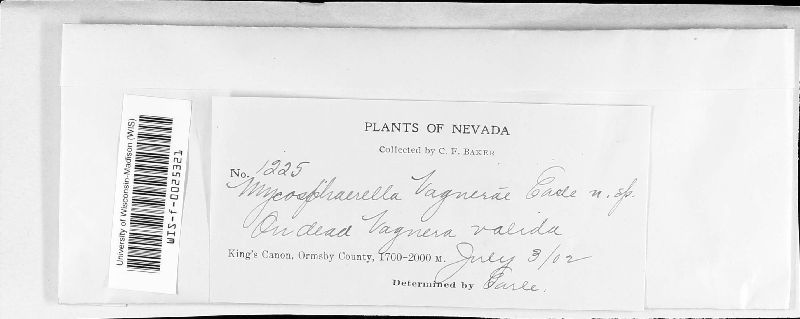 PLANTS OF NEVADA
Collected by C. F. BAKER
No. 1225
Mycosphaerella Vagnerae Earle n. sp.
On dead Vagnera valida
King's Canon, Ormsby County, 1700-2000 M. July 3/02
Determined by Earle.
University of Wisconsin-Madison (WIS)
WIS-f-0025321